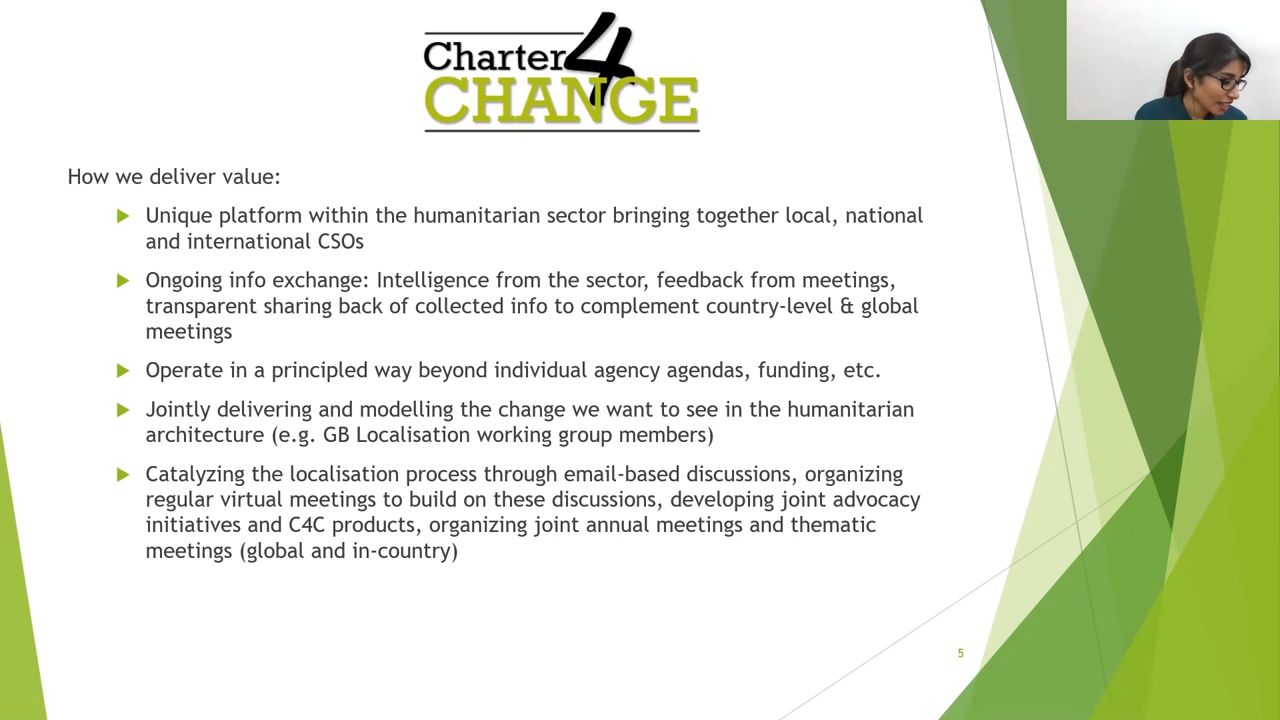 Charter 4
CHANGE
How we deliver value:
Unique platform within the humanitarian sector bringing together local, national
and international CSOs
Ongoing info exchange: Intelligence from the sector, feedback from meetings,
transparent sharing back of collected info to complement country-level & global
meetings
Operate in a principled way beyond individual agency agendas, funding, etc.
Jointly delivering and modelling the change we want to see in the humanitarian
architecture (e.g. GB Localisation working group members)
Catalyzing the localisation process through email-based discussions, organizing
regular virtual meetings to build on these discussions, developing joint advocacy
initiatives and C4C products, organizing joint annual meetings and thematic
meetings (global and in-country)
5